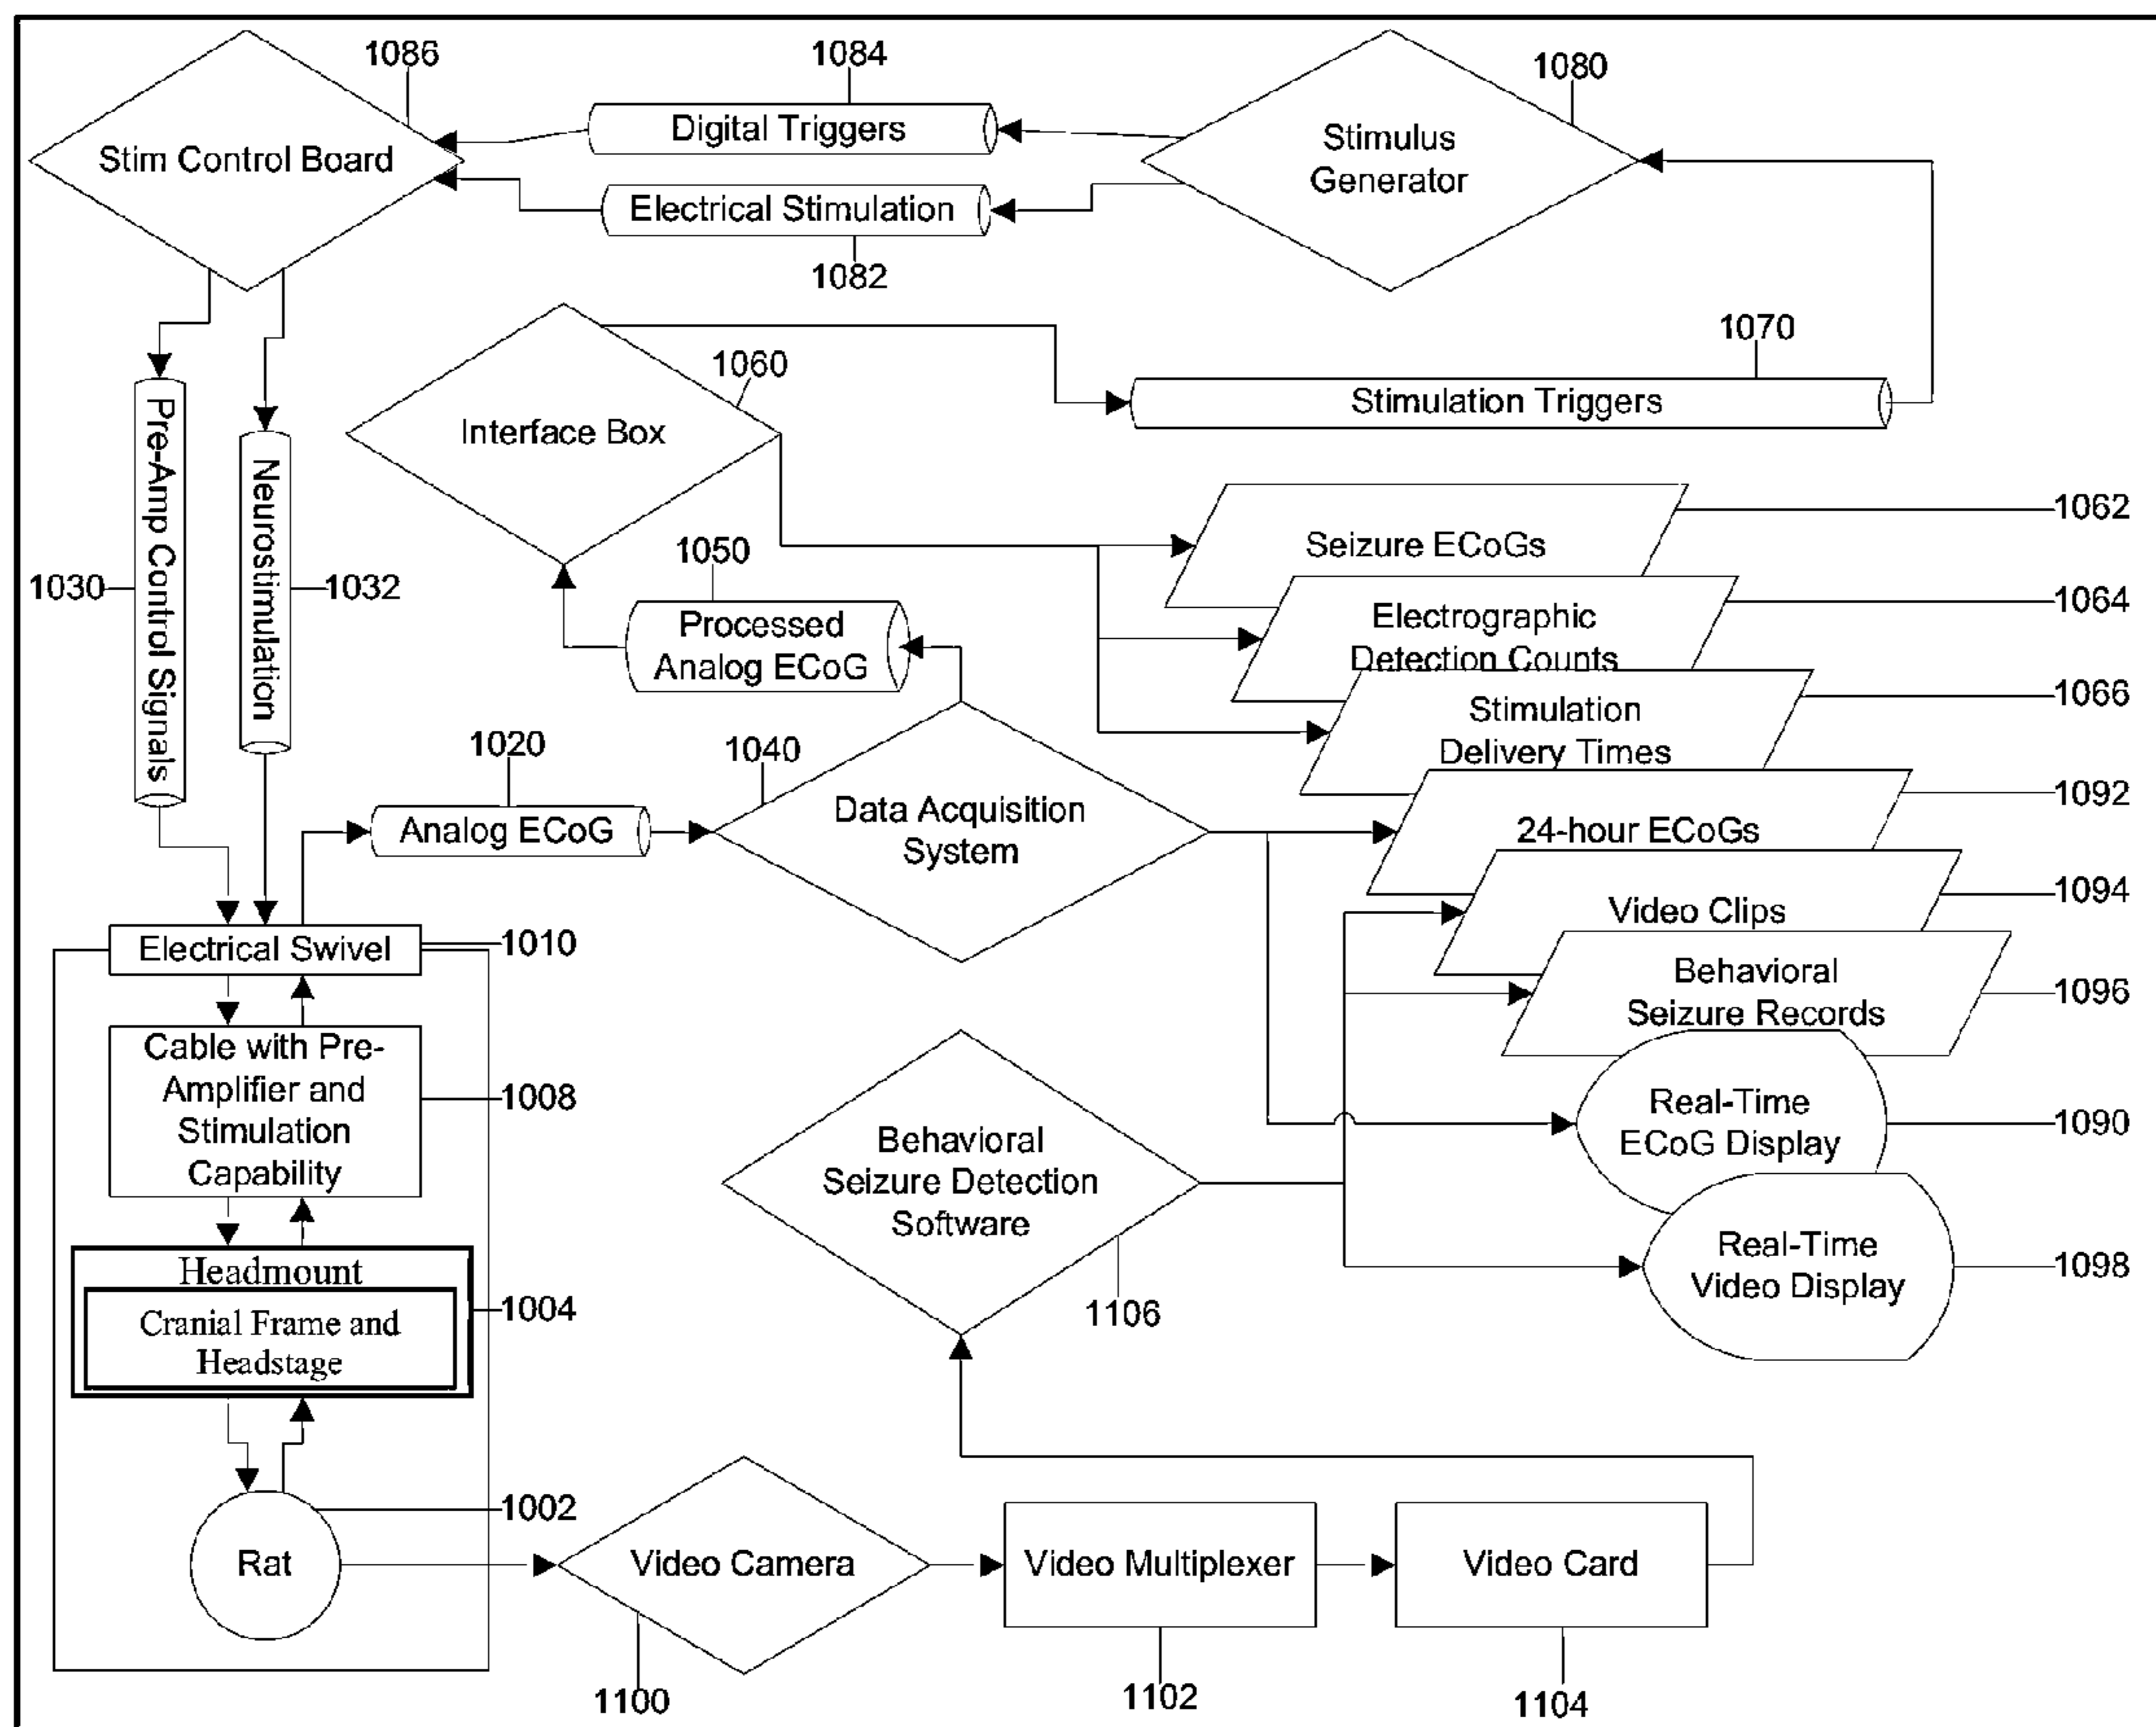 1086
1084
1080
Digital Triggers
Stim Control Board
Stimulus
Generator
Electrical Stimulation
1082
1070
1060
Stimulation Triggers
Interface Box
Pre-Amp Control Signals
Neurostimulation
1030
1032
1050
Processed
Analog ECoG
Seizure ECoGs
1062
Electrographic
Detection Counts
1064
Stimulation
Delivery Times
1066
1020
1040
Analog ECoG
Data Acquisition
System
24-hour ECoGs
1092
Video Clips
1094
Electrical Swivel
1010
Behavioral
Seizure Records
1096
Cable with Pre-
Amplifier and
Stimulation
Capability
1008
Behavioral
Seizure Detection
Software
1106
Real-Time
ECoG Display
1090
Real-Time
Video Display
1098
Headmount
Cranial Frame and
Headstage
1004
1002
Rat
Video Camera
Video Multiplexer
Video Card
1100
1102
1104